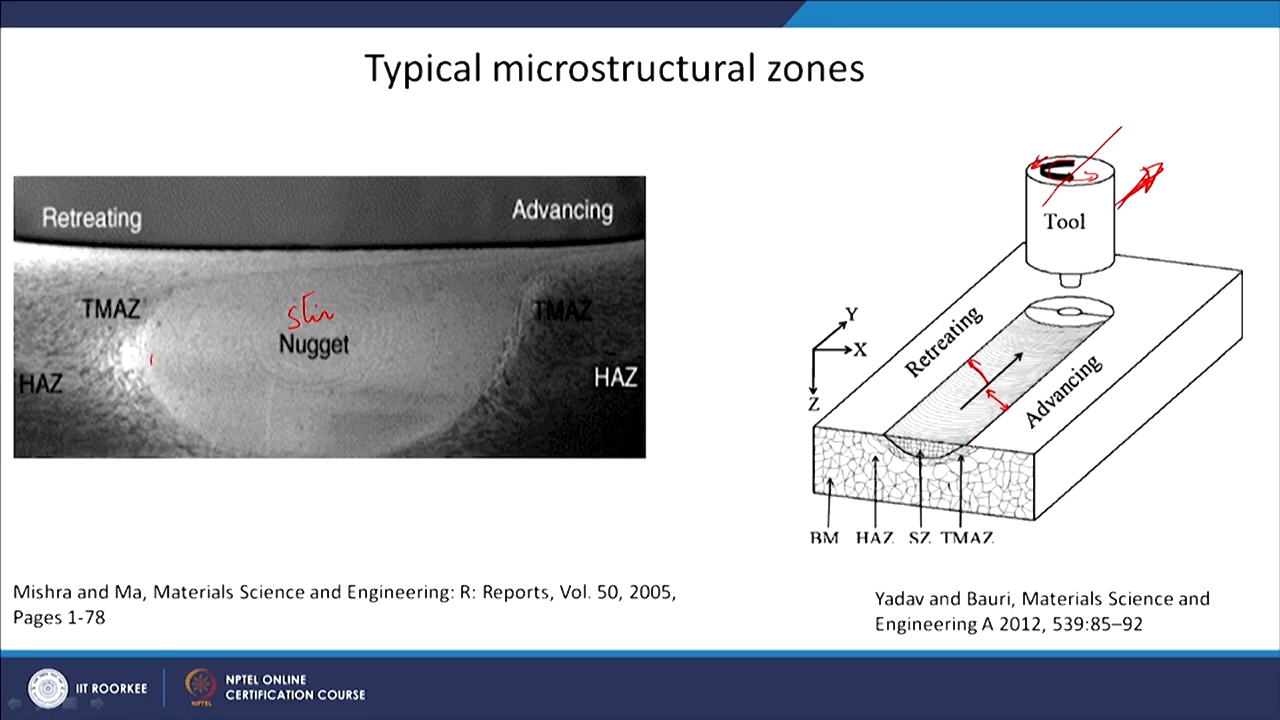 Typical microstructural zones
Retreating
Advancing
TMAZ
stir
TMAZ
Nugget
HAZ
HAZ
Tool
Y
X
Z
Retreating
Advancing
BM HAZ SZ TMAZ
Mishra and Ma, Materials Science and Engineering: R: Reports, Vol. 50, 2005,
Pages 1-78
Yadav and Bauri, Materials Science and
Engineering A 2012, 539:85–92
IIT ROORKEE
NPTEL
NPTEL ONLINE
CERTIFICATION COURSE